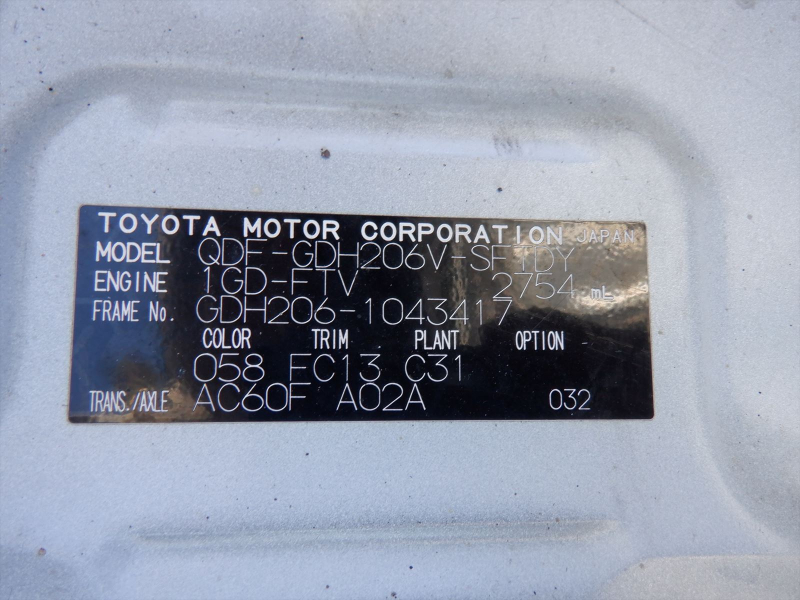 TOYOTA MOTOR CORPORATION JAPAN
MODEL QDF-GDH206V-SFTDY
ENGINE 1GD-FTV 2754 mL
FRAME No. GDH206-1043417
COLOR TRIM PLANT OPTION
058 FC13 C31
TRANS./AXLE AC60F A02A 032